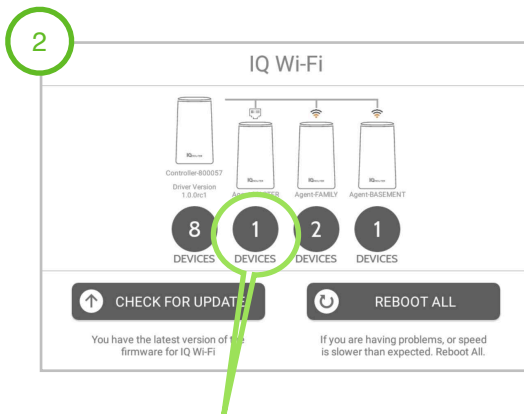 2
IQ Wi-Fi
Controller-800057
Driver Version
1.0.0rc1
Agent-FAMILY
Agent-BASEMENT
8
DEVICES
1
DEVICES
2
DEVICES
1
DEVICES
CHECK FOR UPDATE
REBOOT ALL
You have the latest version of the
firmware for IQ Wi-Fi
If you are having problems, or speed
is slower than expected. Reboot All.